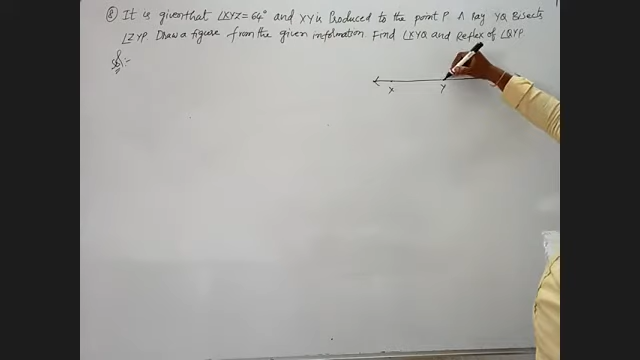 ⑧ It is given that ∠XYZ = 64° and XY is Produced to the point P A Ray YQ Bisects
∠ZYP. Draw a figure from the given information Find ∠XYQ and Reflex of ∠QYP
Sol:-
X Y